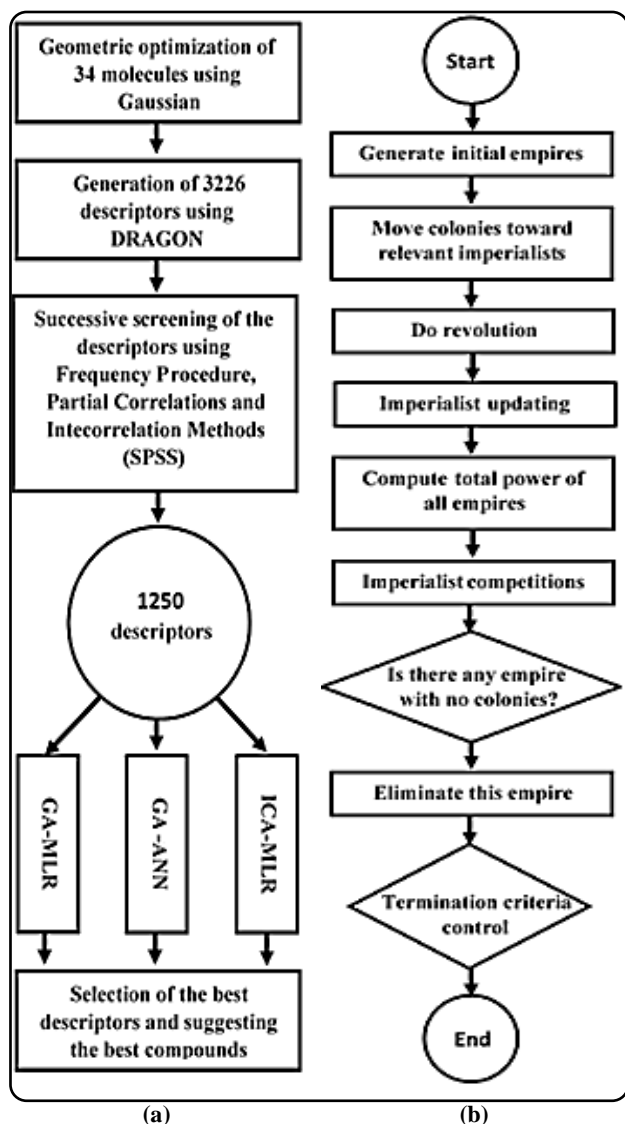 Geometric optimization of
34 molecules using
Gaussian
Generation of 3226
descriptors using
DRAGON
Successive screening of the
descriptors using
Frequency Procedure,
Partial Correlations and
Intecorrelation Methods
(SPSS)
1250
descriptors
GA-MLR
GA-ANN
ICA-MLR
Selection of the best
descriptors and suggesting
the best compounds
(a)
Start
Generate initial empires
Move colonies toward
relevant imperialists
Do revolution
Imperialist updating
Compute total power of
all empires
Imperialist competitions
Is there any empire
with no colonies?
Eliminate this empire
Termination criteria
control
End
(b)